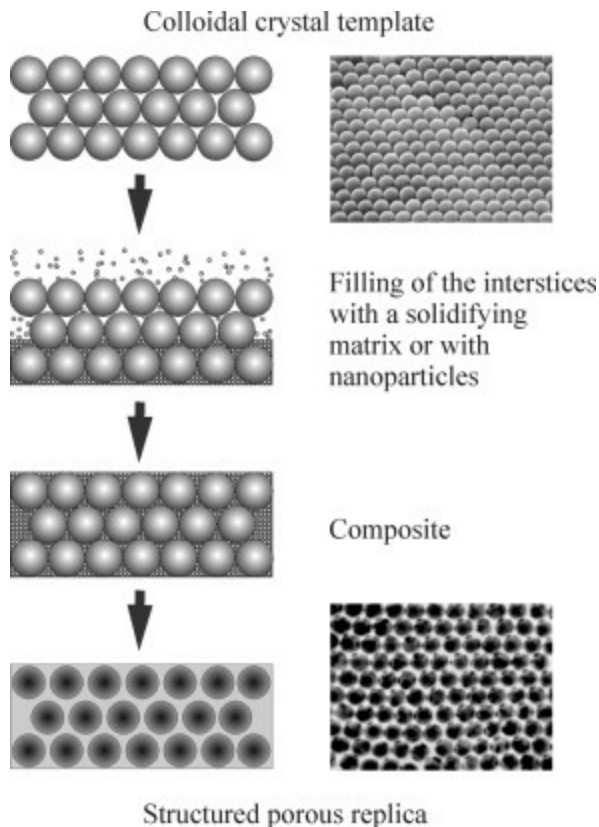 Colloidal crystal template
Filling of the interstices
with a solidifying
matrix or with
nanoparticles
Composite
Structured porous replica